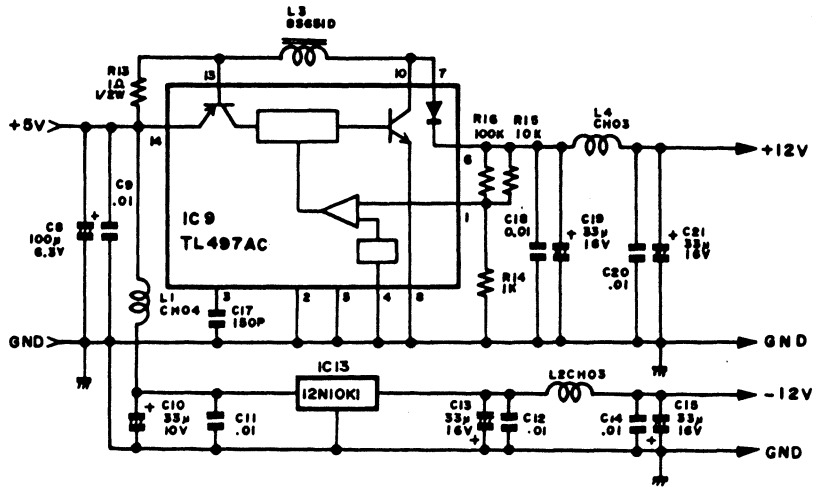 L3
BS651D
R13
1Ω
1/2W
13
10
7
+5V
14
R16
100K
R15
10K
L4
CH03
+12V
6
C9
.01
C8
100µ
6.3V
+
IC9
TL497AC
1
C18
0.01
C19
33µ
16V
+
C21
33µ
16V
+
C20
.01
R14
1K
L1
CH04
3
C17
150P
2
5
4
8
GND
GND
IC13
12N10K1
L2CH03
-12V
C10
33µ
10V
+
C11
.01
C13
33µ
16V
+
C12
.01
C14
.01
C15
33µ
16V
+
GND